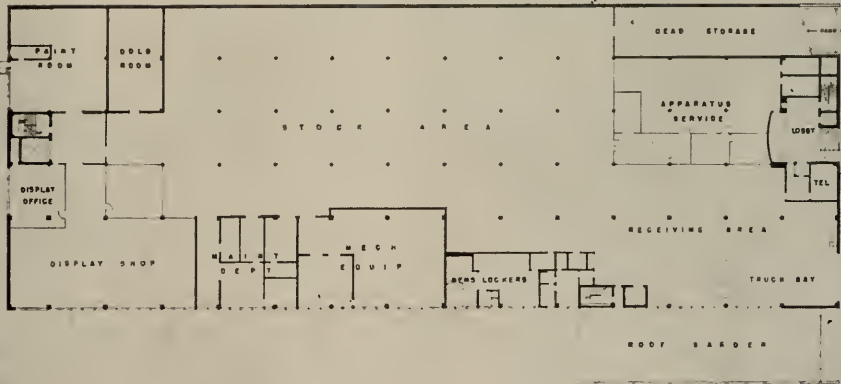 DEAD STORAGE
PAINT
ROOM
COLD
ROOM
APPARATUS
SERVICE
STOCK AREA
LOBBY
TEL
DISPLAY
OFFICE
RECEIVING AREA
DISPLAY SHOP
MAINT
DEPT
MECH
EQUIP
MENS LOCKERS
TRUCK BAY
ROOF GARDEN